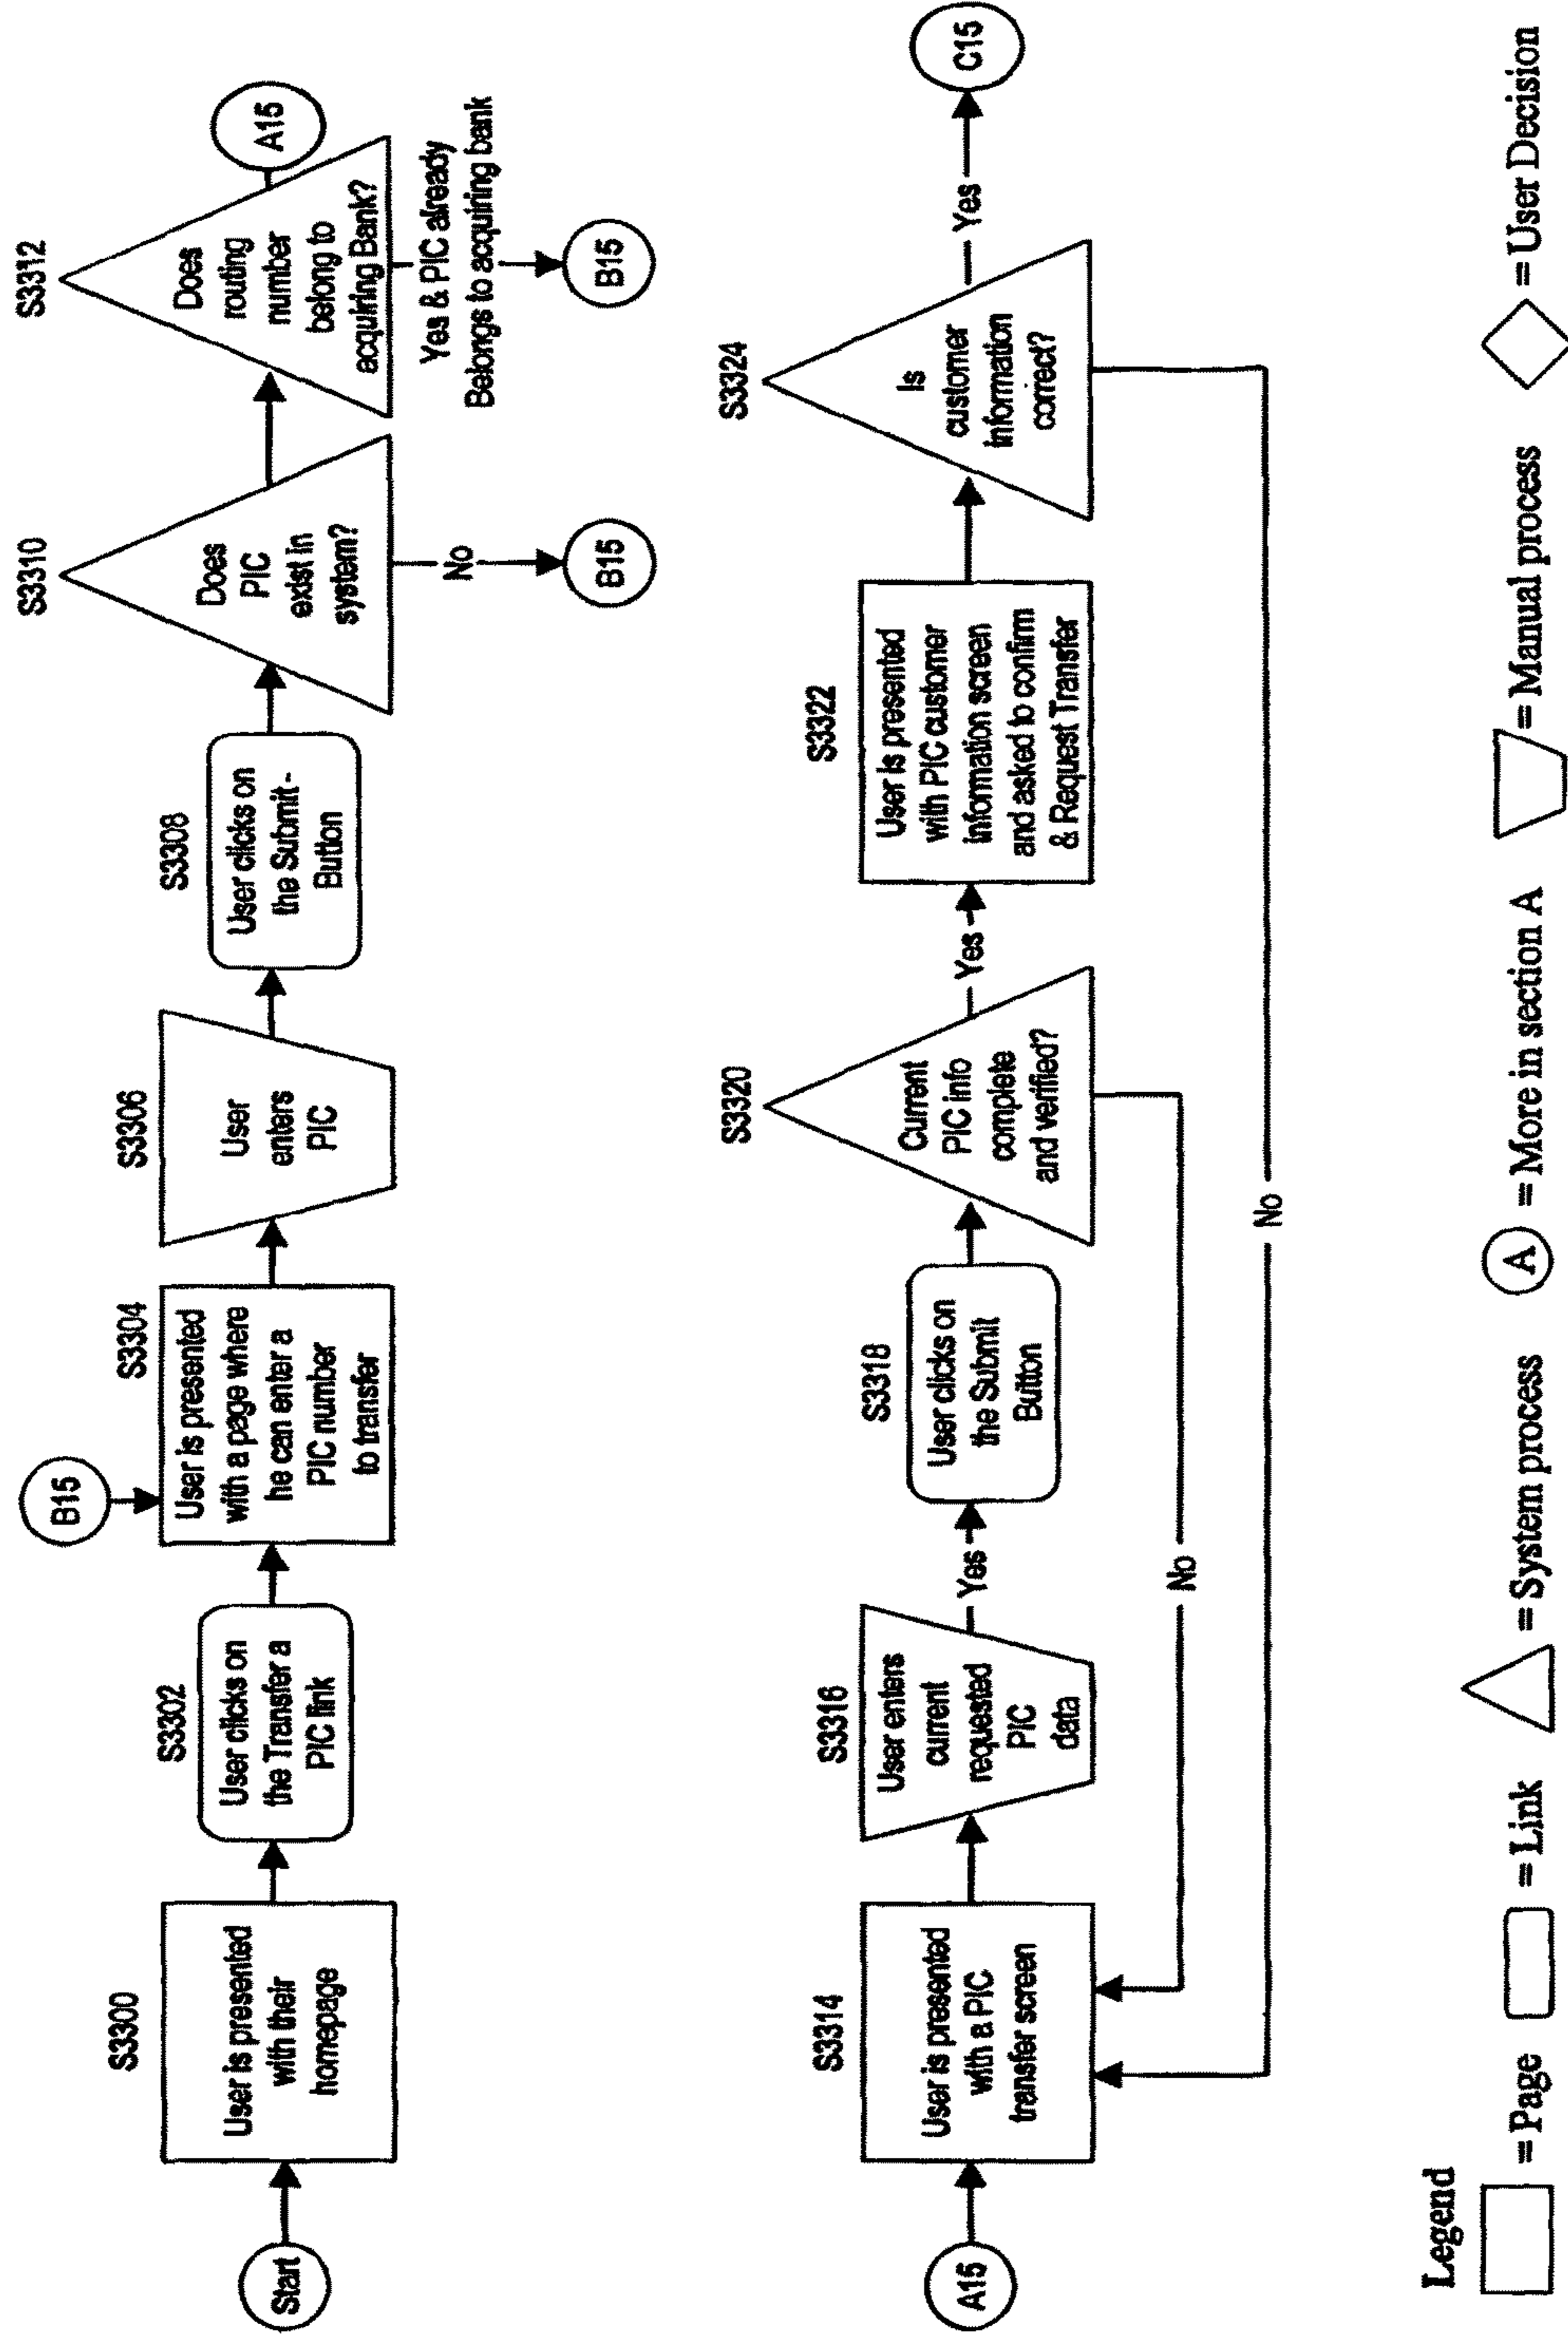 Start
S3300
User is presented
with their
homepage
S3302
User clicks on
the Transfer a
PIC link
B15
S3304
User is presented
with a page where
he can enter a
PIC number
to transfer
S3306
User
enters
PIC
S3308
User clicks on
the Submit -
Button
S3310
Does
PIC
exist in
system?
No
B15
S3312
Does
routing
number
belong to
acquiring Bank?
A15
Yes & PIC already
Belongs to acquiring bank
B15
A15
S3314
User is presented
with a PIC
transfer screen
S3316
User enters
current
requested
PIC
data
Yes
S3318
User clicks on
the Submit
Button
S3320
Current
PIC info
complete
and verified?
Yes
No
S3322
User is presented
with PIC customer
information screen
and asked to confirm
& Request Transfer
S3324
Is
customer
information
correct?
Yes
No
C15
Legend
= Page
= Link
= System process
A = More in section A
= Manual process
= User Decision